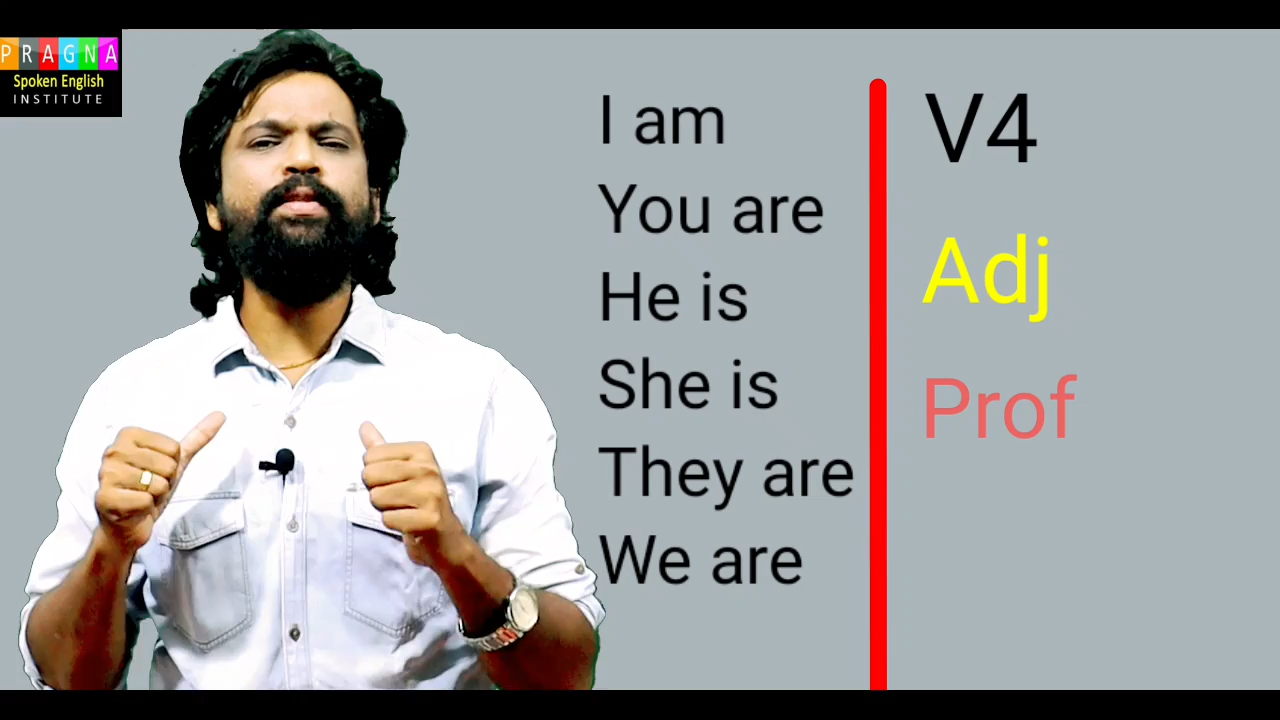 PRAGNA
Spoken English
INSTITUTE
I am
You are
He is
She is
They are
We are
V4
Adj
Prof